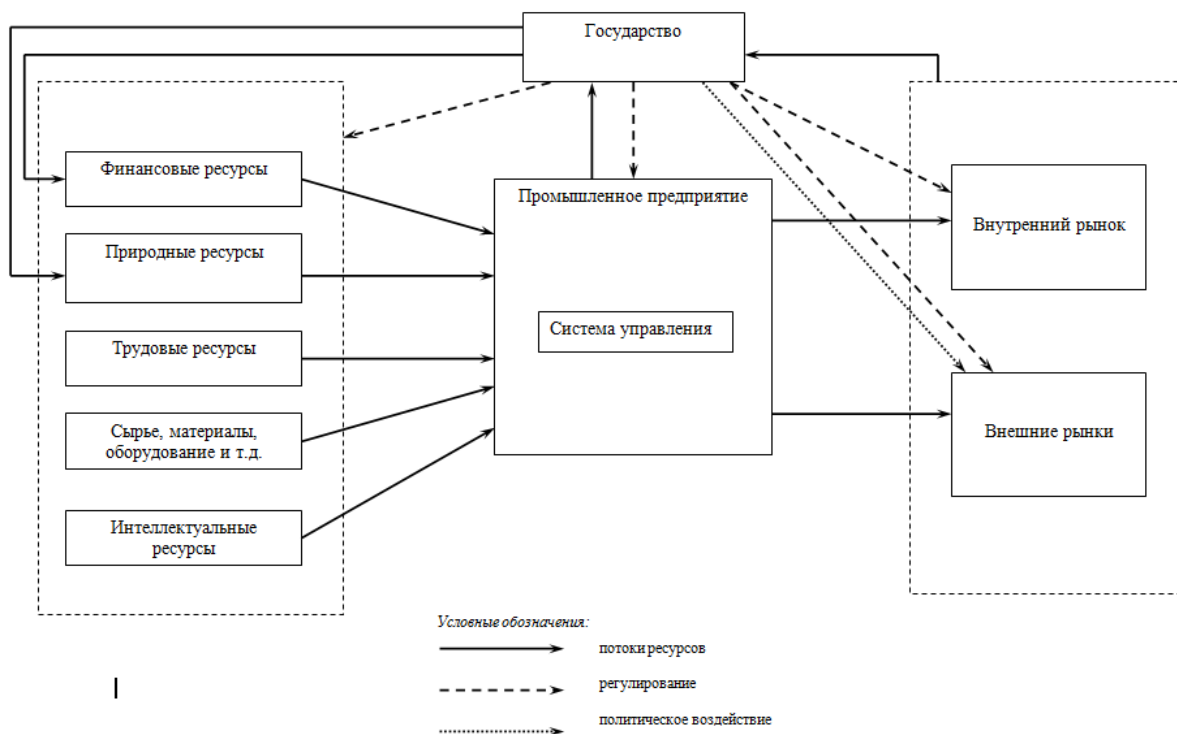 Государство
Финансовые ресурсы
Природные ресурсы
Трудовые ресурсы
Сырье, материалы,
оборудование и т.д.
Интеллектуальные
ресурсы
Промышленное предприятие
Система управления
Внутренний рынок
Внешние рынки
Условные обозначения:
потоки ресурсов
регулирование
политическое воздействие